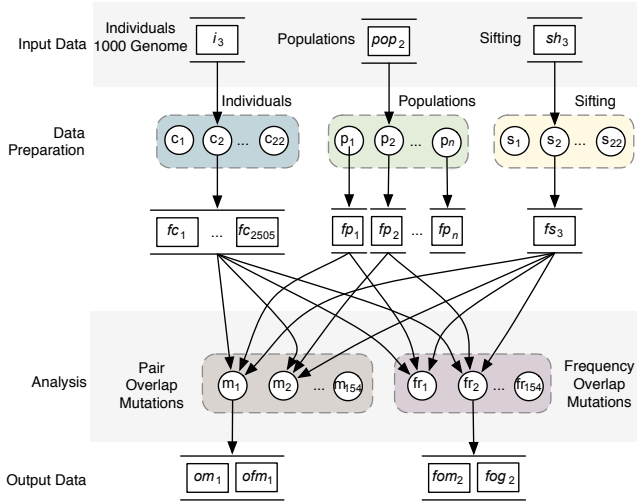 Input Data
Individuals
1000 Genome
i3
Populations
pop2
Sifting
sh3
Data
Preparation
Individuals
c1 c2 ... c22
Populations
p1 p2 ... pn
Sifting
s1 s2 ... s22
fc1 ... fc2505
fp1 fp2 ... fpn
fs3
Analysis
Pair
Overlap
Mutations
m1 m2 ... m154
fr1 fr2 ... fr154
Frequency
Overlap
Mutations
Output Data
om1 ofm1
fom2 fog2